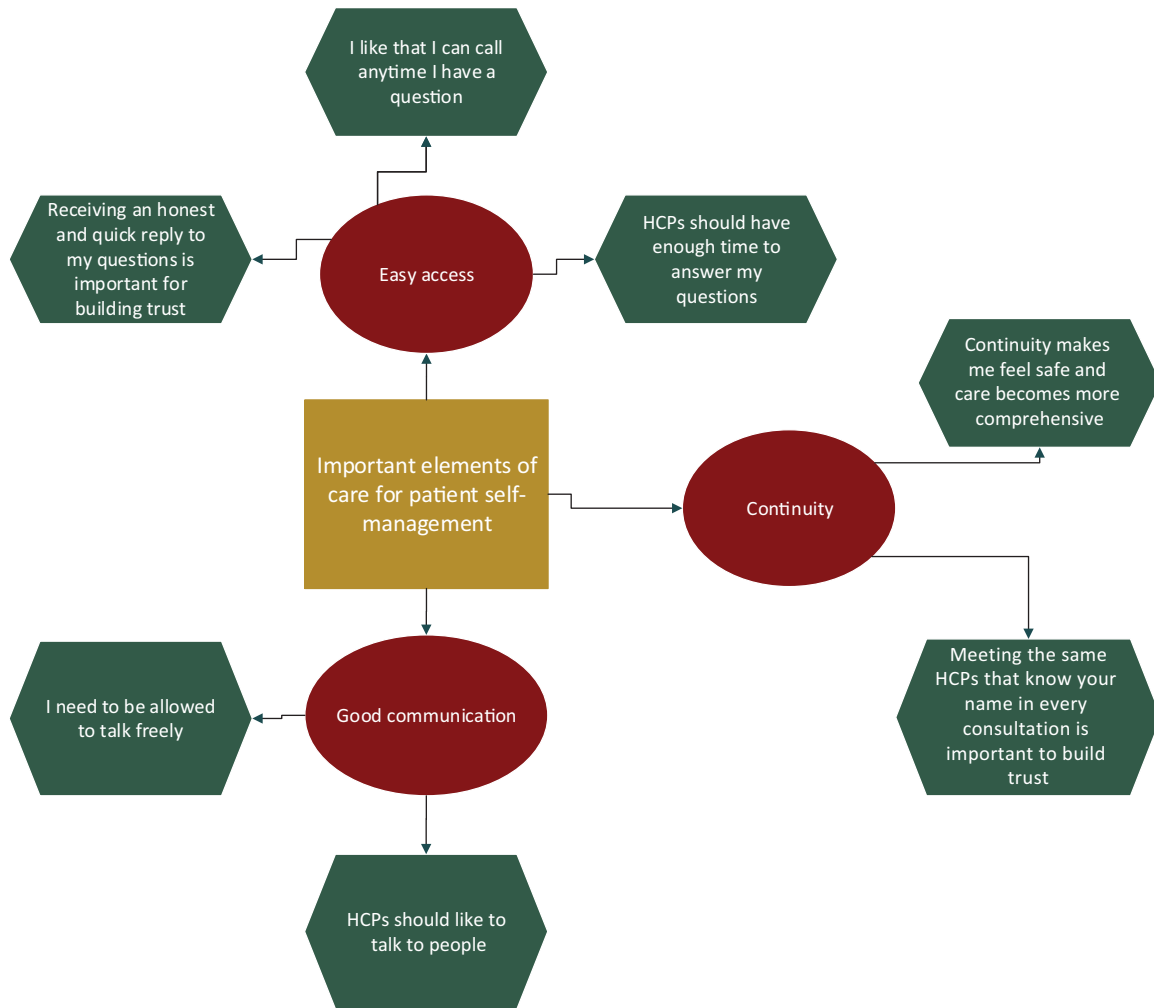 I like that I can call
anytime I have a
question
Receiving an honest
and quick reply to
my questions is
important for
building trust
Easy access
HCPs should have
enough time to
answer my
questions
Continuity makes
me feel safe and
care becomes more
comprehensive
Important elements of
care for patient self-
management
Continuity
Meeting the same
HCPs that know your
name in every
consultation is
important to build
trust
I need to be allowed
to talk freely
Good communication
HCPs should like to
talk to people